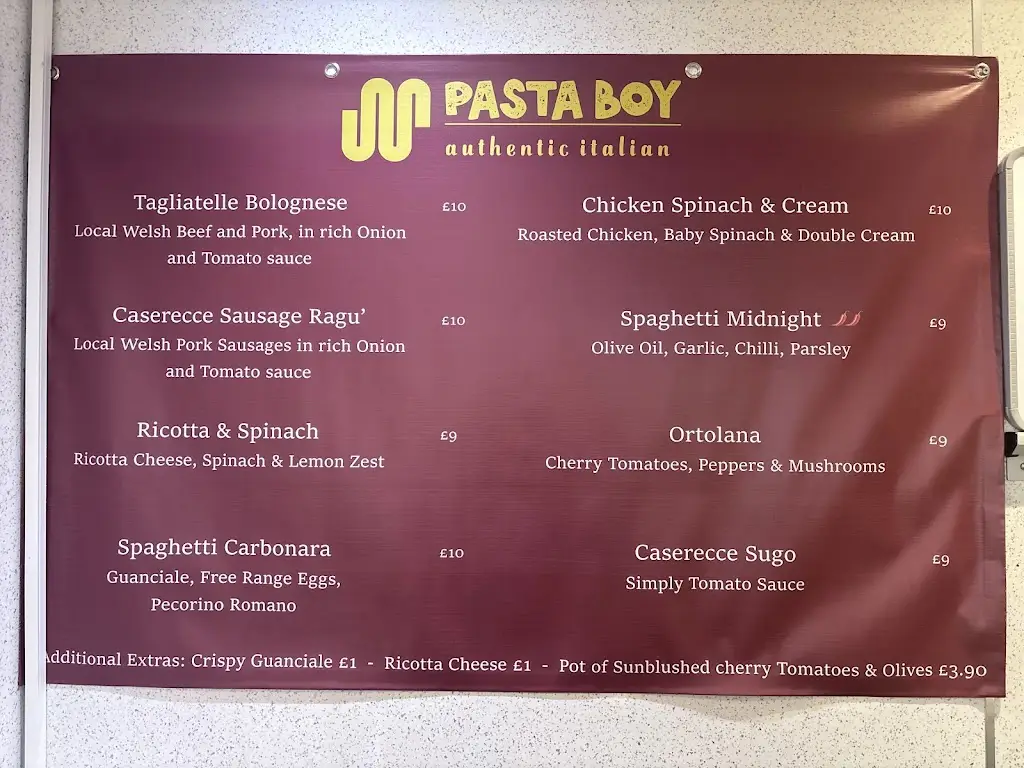 PASTA BOY
authentic italian
Tagliatelle Bolognese £10
Local Welsh Beef and Pork, in rich Onion
and Tomato sauce
Caserecce Sausage Ragu’ £10
Local Welsh Pork Sausages in rich Onion
and Tomato sauce
Ricotta & Spinach £9
Ricotta Cheese, Spinach & Lemon Zest
Spaghetti Carbonara £10
Guanciale, Free Range Eggs,
Pecorino Romano
Chicken Spinach & Cream £10
Roasted Chicken, Baby Spinach & Double Cream
Spaghetti Midnight £9
Olive Oil, Garlic, Chilli, Parsley
Ortolana £9
Cherry Tomatoes, Peppers & Mushrooms
Caserecce Sugo £9
Simply Tomato Sauce
Additional Extras: Crispy Guanciale £1 - Ricotta Cheese £1 - Pot of Sunblushed cherry Tomatoes & Olives £3.90